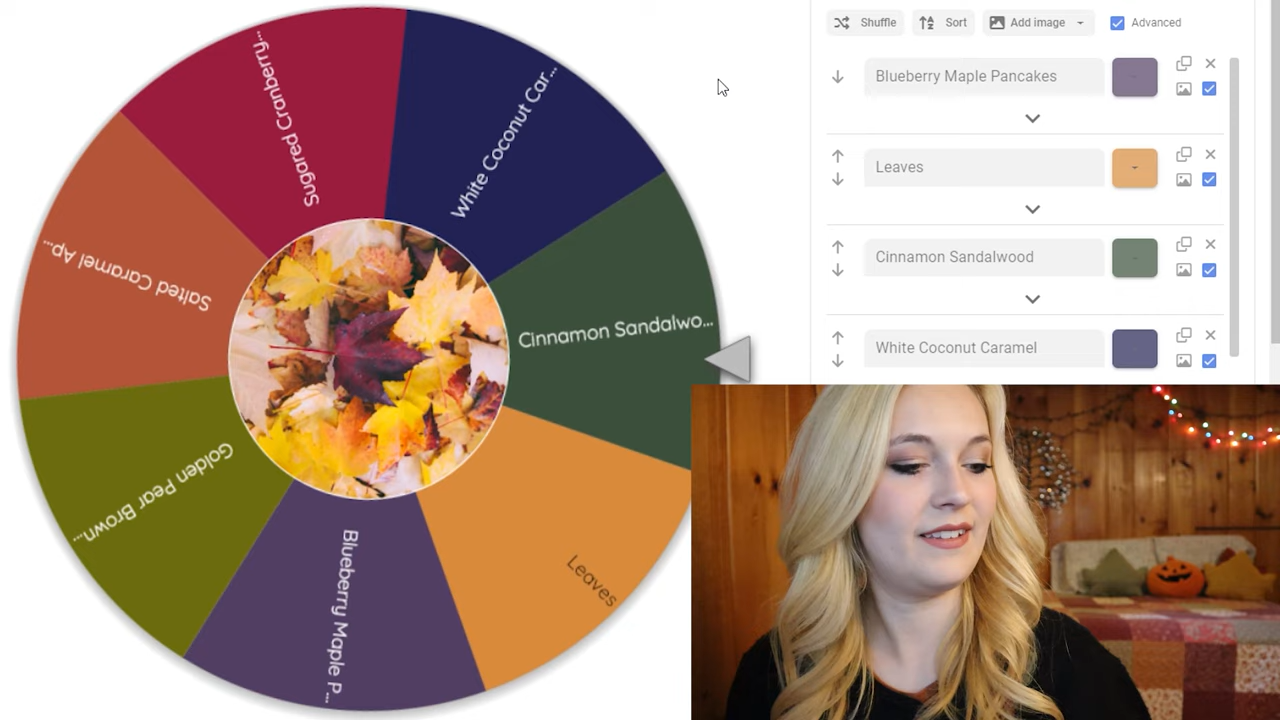 Sugared Cranberry...
White Coconut Car...
Salted Caramel Ap...
Cinnamon Sandalwo...
Golden Pear Brown...
Blueberry Maple P...
Leaves
Shuffle
Sort
Add image
Advanced
Blueberry Maple Pancakes
Leaves
Cinnamon Sandalwood
White Coconut Caramel